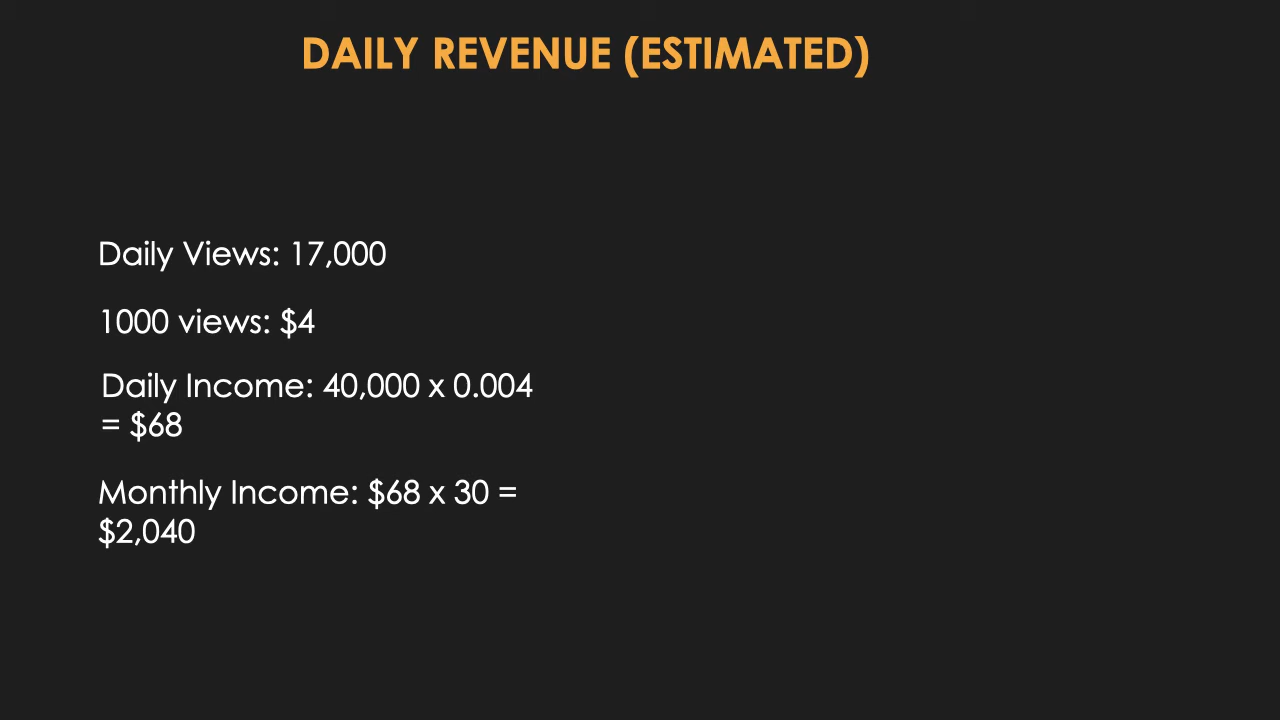 DAILY REVENUE (ESTIMATED)
Daily Views: 17,000
1000 views: $4
Daily Income: 40,000 x 0.004
= $68
Monthly Income: $68 x 30 =
$2,040